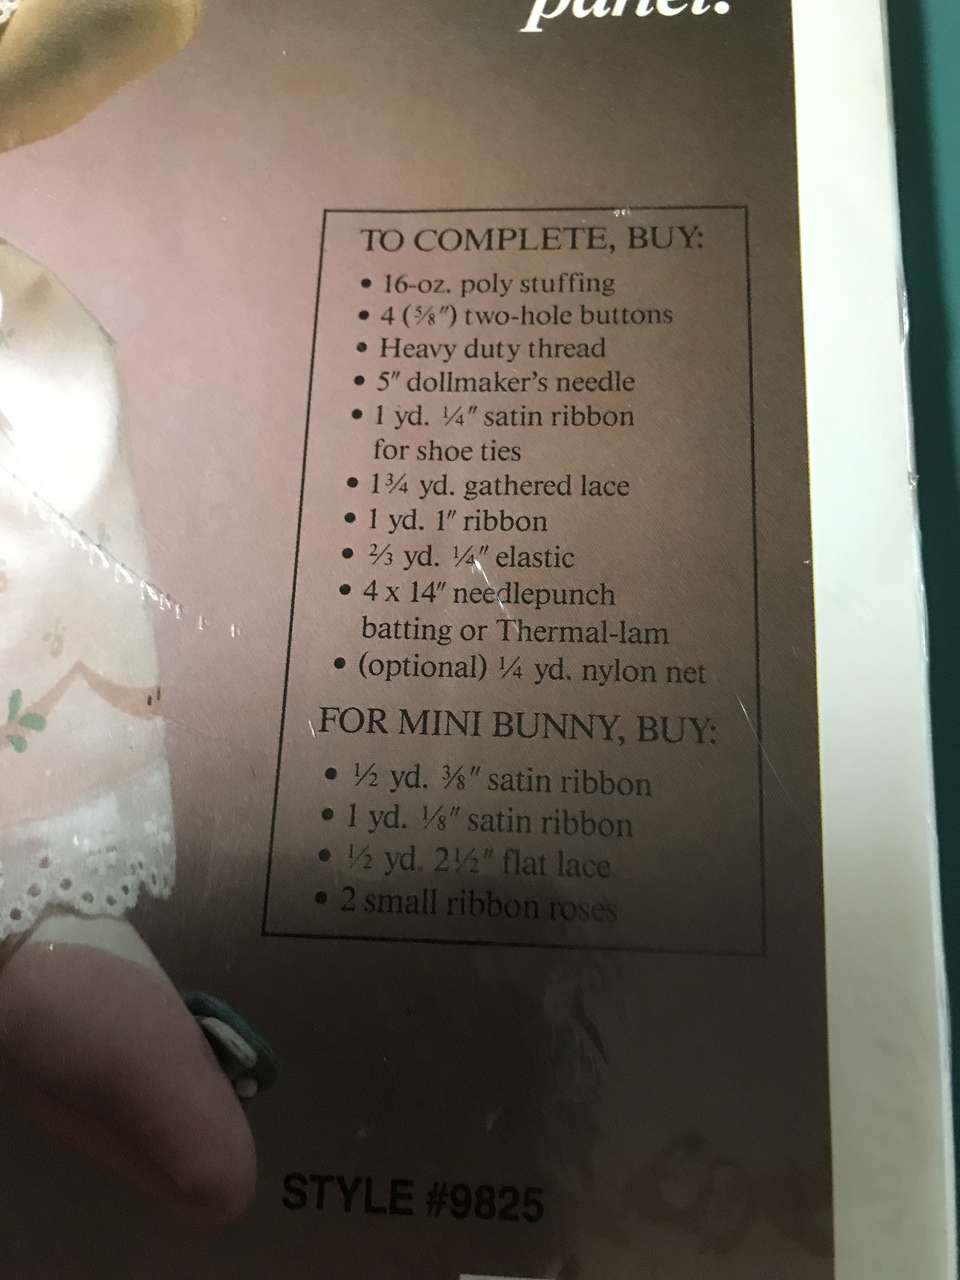 panel.
TO COMPLETE, BUY:
• 16-oz. poly stuffing
• 4 (⅝″) two-hole buttons
• Heavy duty thread
• 5″ dollmaker's needle
• 1 yd. ¼″ satin ribbon
for shoe ties
• 1¾ yd. gathered lace
• 1 yd. 1″ ribbon
• ⅔ yd. ¼″ elastic
• 4 x 14″ needlepunch
batting or Thermal-lam
• (optional) ¼ yd. nylon net
FOR MINI BUNNY, BUY:
• ½ yd. ⅜″ satin ribbon
• 1 yd. ⅛″ satin ribbon
• ½ yd. 2½″ flat lace
• 2 small ribbon roses
STYLE #9825